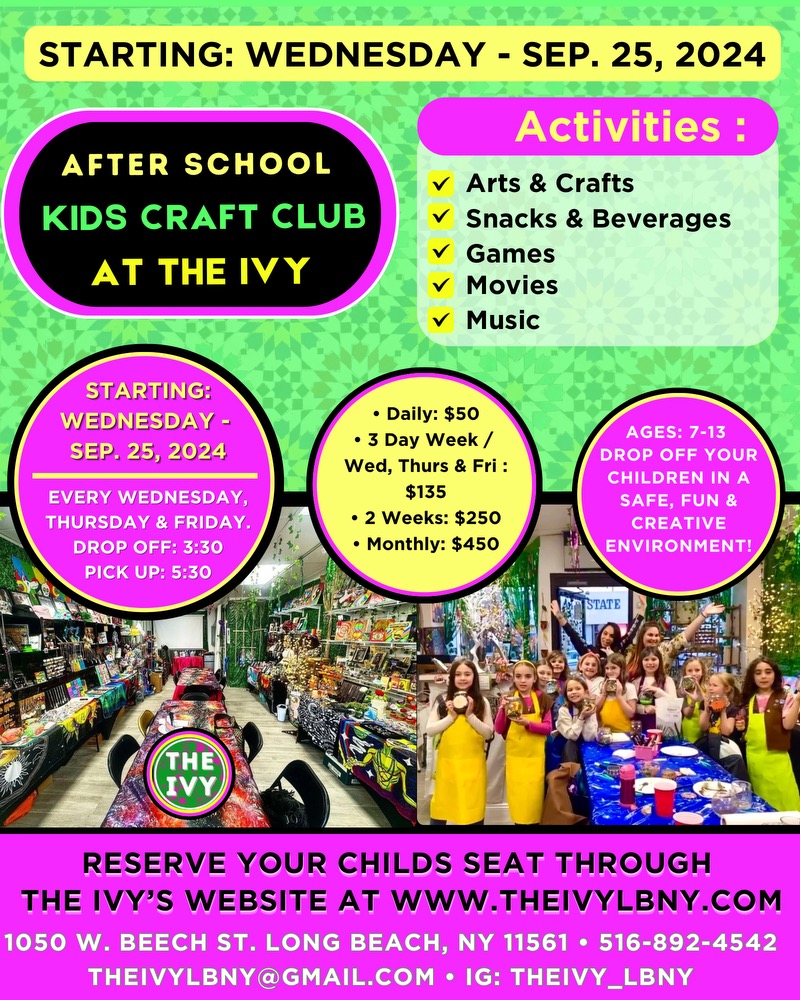 STARTING: WEDNESDAY - SEP. 25, 2024
AFTER SCHOOL
KIDS CRAFT CLUB
AT THE IVY
Activities :
Arts & Crafts
Snacks & Beverages
Games
Movies
Music
STARTING:
WEDNESDAY -
SEP. 25, 2024
EVERY WEDNESDAY,
THURSDAY & FRIDAY.
DROP OFF: 3:30
PICK UP: 5:30
• Daily: $50
• 3 Day Week /
Wed, Thurs & Fri :
$135
• 2 Weeks: $250
• Monthly: $450
AGES: 7-13
DROP OFF YOUR
CHILDREN IN A
SAFE, FUN &
CREATIVE
ENVIRONMENT!
STATE
THE
IVY
RESERVE YOUR CHILDS SEAT THROUGH
THE IVY'S WEBSITE AT WWW.THEIVYLBNY.COM
1050 W. BEECH ST. LONG BEACH, NY 11561 • 516-892-4542
THEIVYLBNY@GMAIL.COM • IG: THEIVY_LBNY